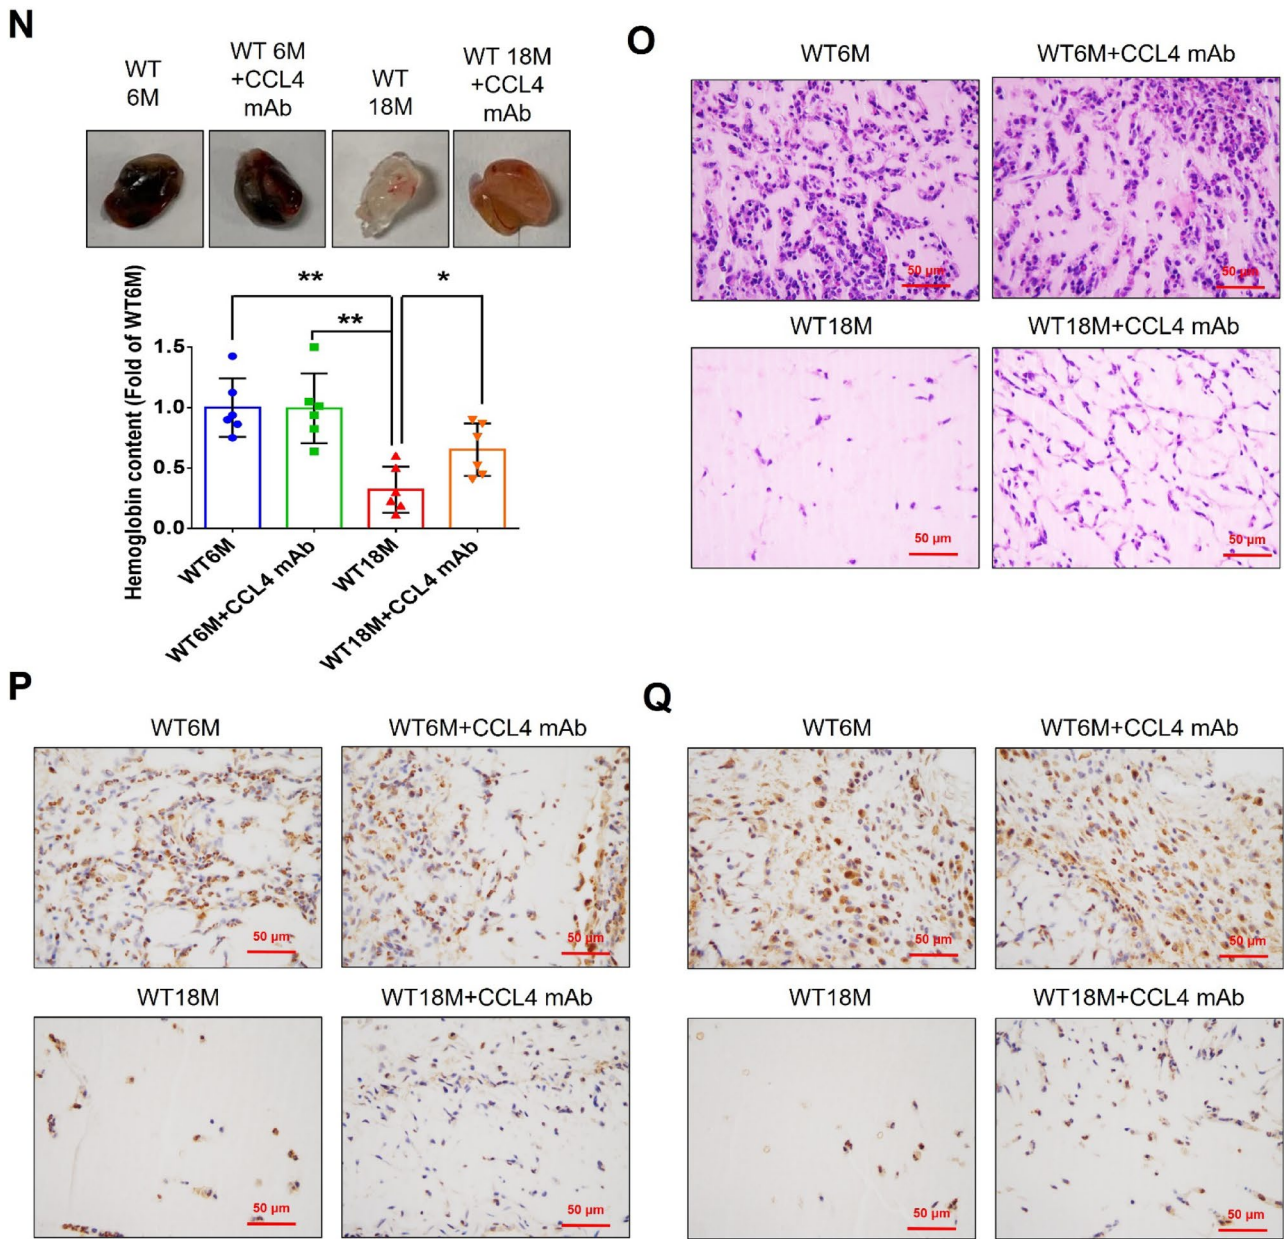 N
WT
6M
WT 6M
+CCL4
mAb
WT
18M
WT 18M
+CCL4
mAb
Hemoglobin content (Fold of WT6M)
**
*
**
1.5
1.0
0.5
0.0
WT6M
WT6M+CCL4 mAb
WT18M
WT18M+CCL4 mAb
O
WT6M
WT6M+CCL4 mAb
50 µm
50 µm
WT18M
WT18M+CCL4 mAb
50 µm
50 µm
P
WT6M
WT6M+CCL4 mAb
50 µm
50 µm
WT18M
WT18M+CCL4 mAb
50 µm
50 µm
Q
WT6M
WT6M+CCL4 mAb
50 µm
50 µm
WT18M
WT18M+CCL4 mAb
50 µm
50 µm